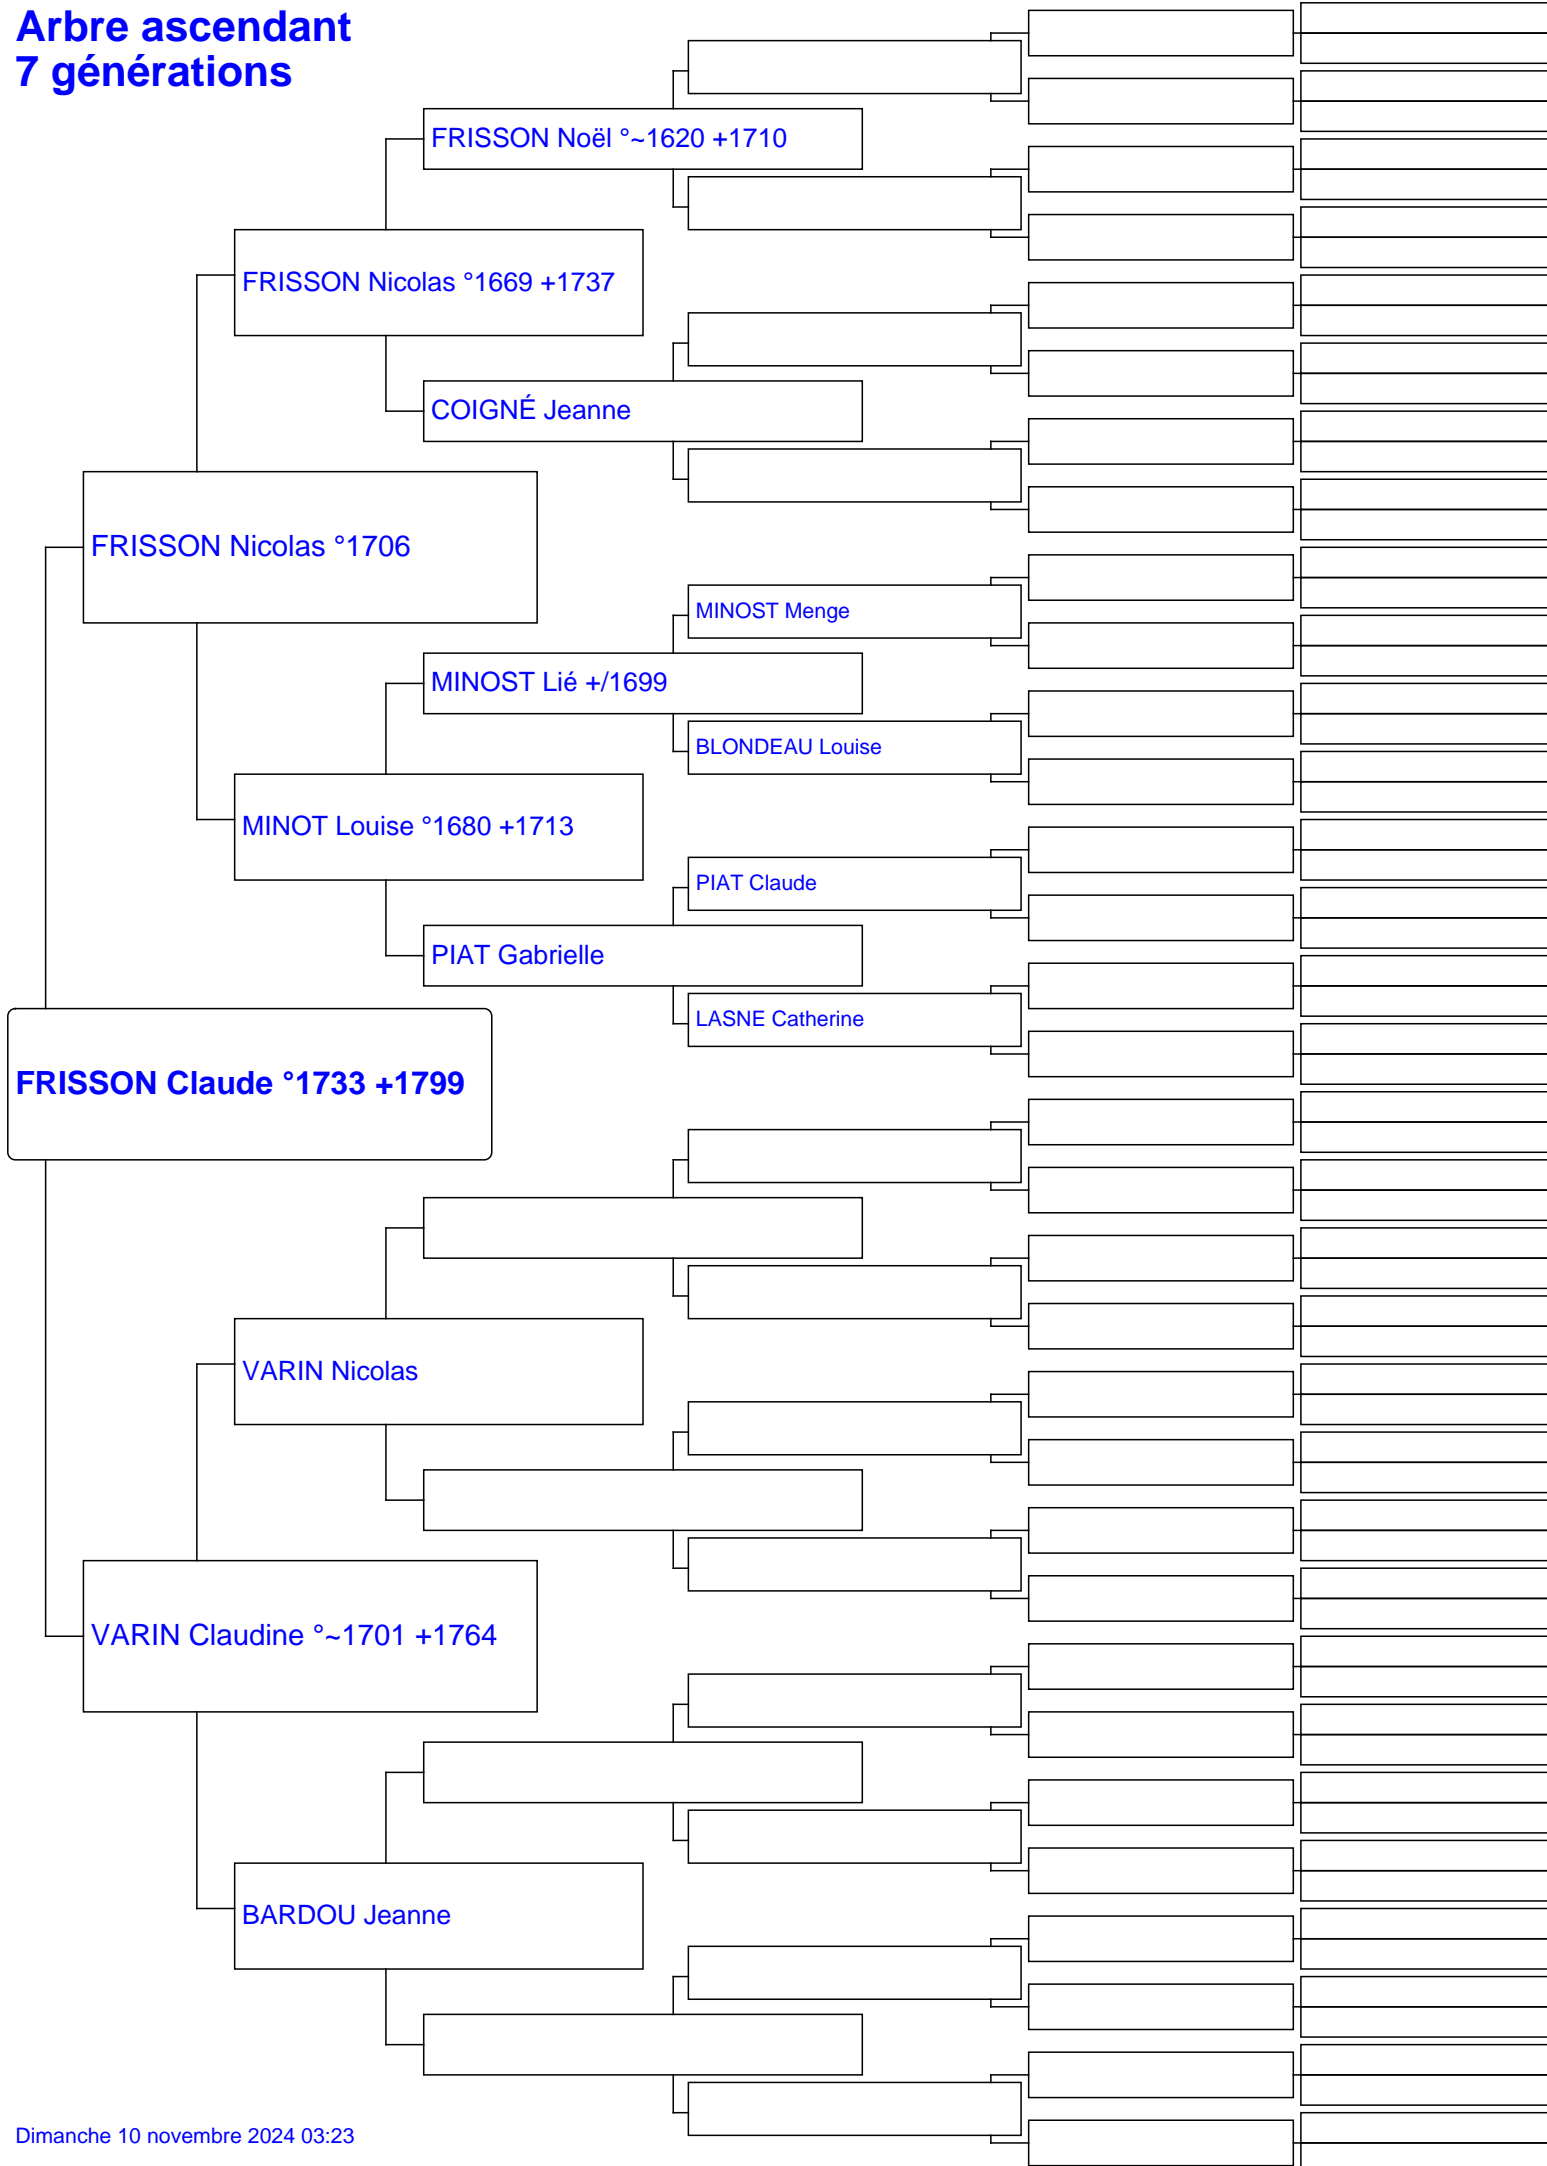 Arbre ascendant
7 générations
FRISSON Noël °~1620 +1710
FRISSON Nicolas °1669 +1737
COIGNÉ Jeanne
FRISSON Nicolas °1706
MINOST Menge
MINOST Lié +/1699
BLONDEAU Louise
MINOT Louise °1680 +1713
PIAT Claude
PIAT Gabrielle
LASNE Catherine
FRISSON Claude °1733 +1799
VARIN Nicolas
VARIN Claudine °~1701 +1764
BARDOU Jeanne
Dimanche 10 novembre 2024 03:23